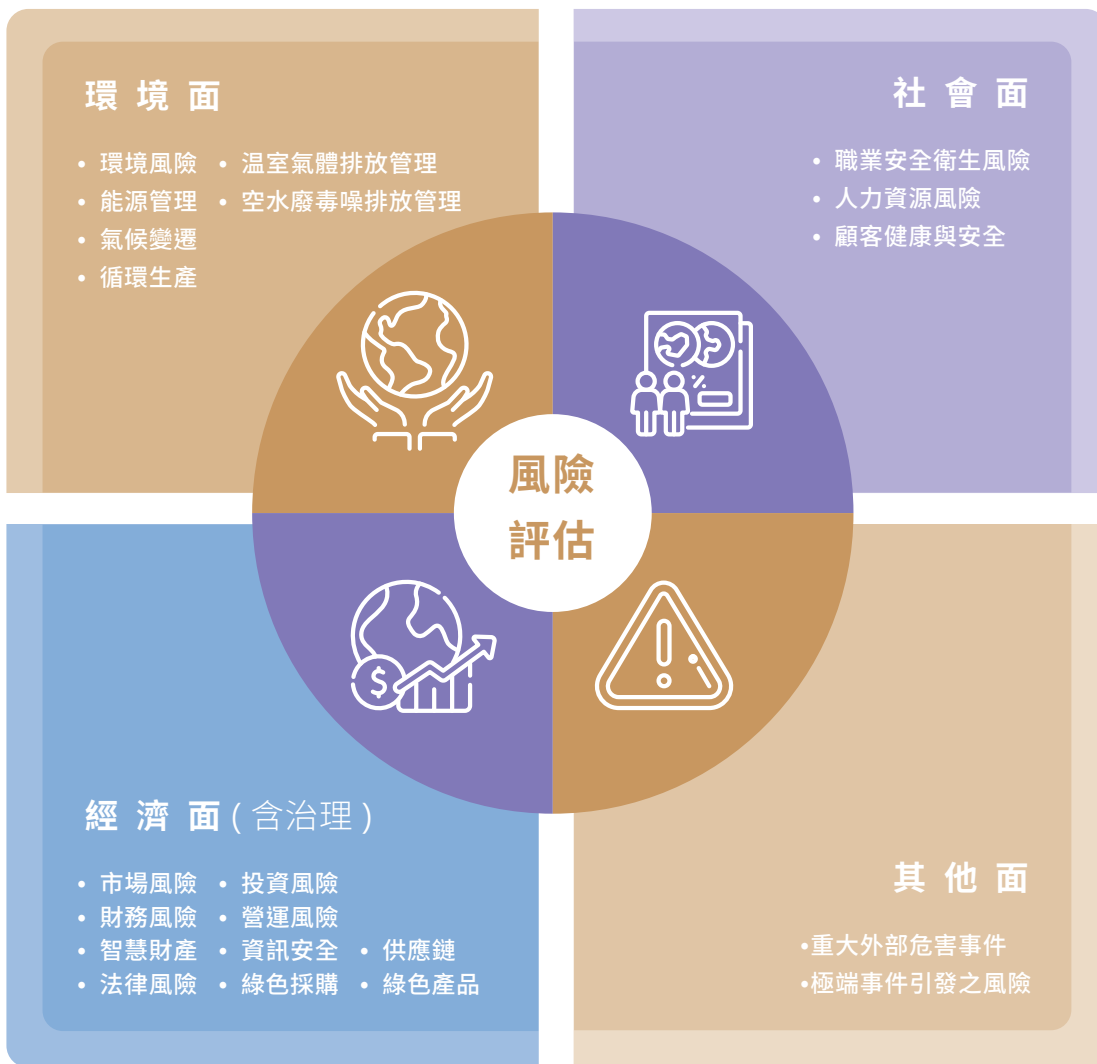 環境面
• 環境風險 • 温室氣體排放管理
• 能源管理 • 空水廢毒噪排放管理
• 氣候變遷
• 循環生產
社會面
• 職業安全衛生風險
• 人力資源風險
• 顧客健康與安全
%
風險
評估
$
經濟面 ( 含治理 )
• 市場風險 • 投資風險
• 財務風險 • 營運風險
• 智慧財產 • 資訊安全 • 供應鏈
• 法律風險 • 綠色採購 • 綠色產品
其他面
•重大外部危害事件
•極端事件引發之風險